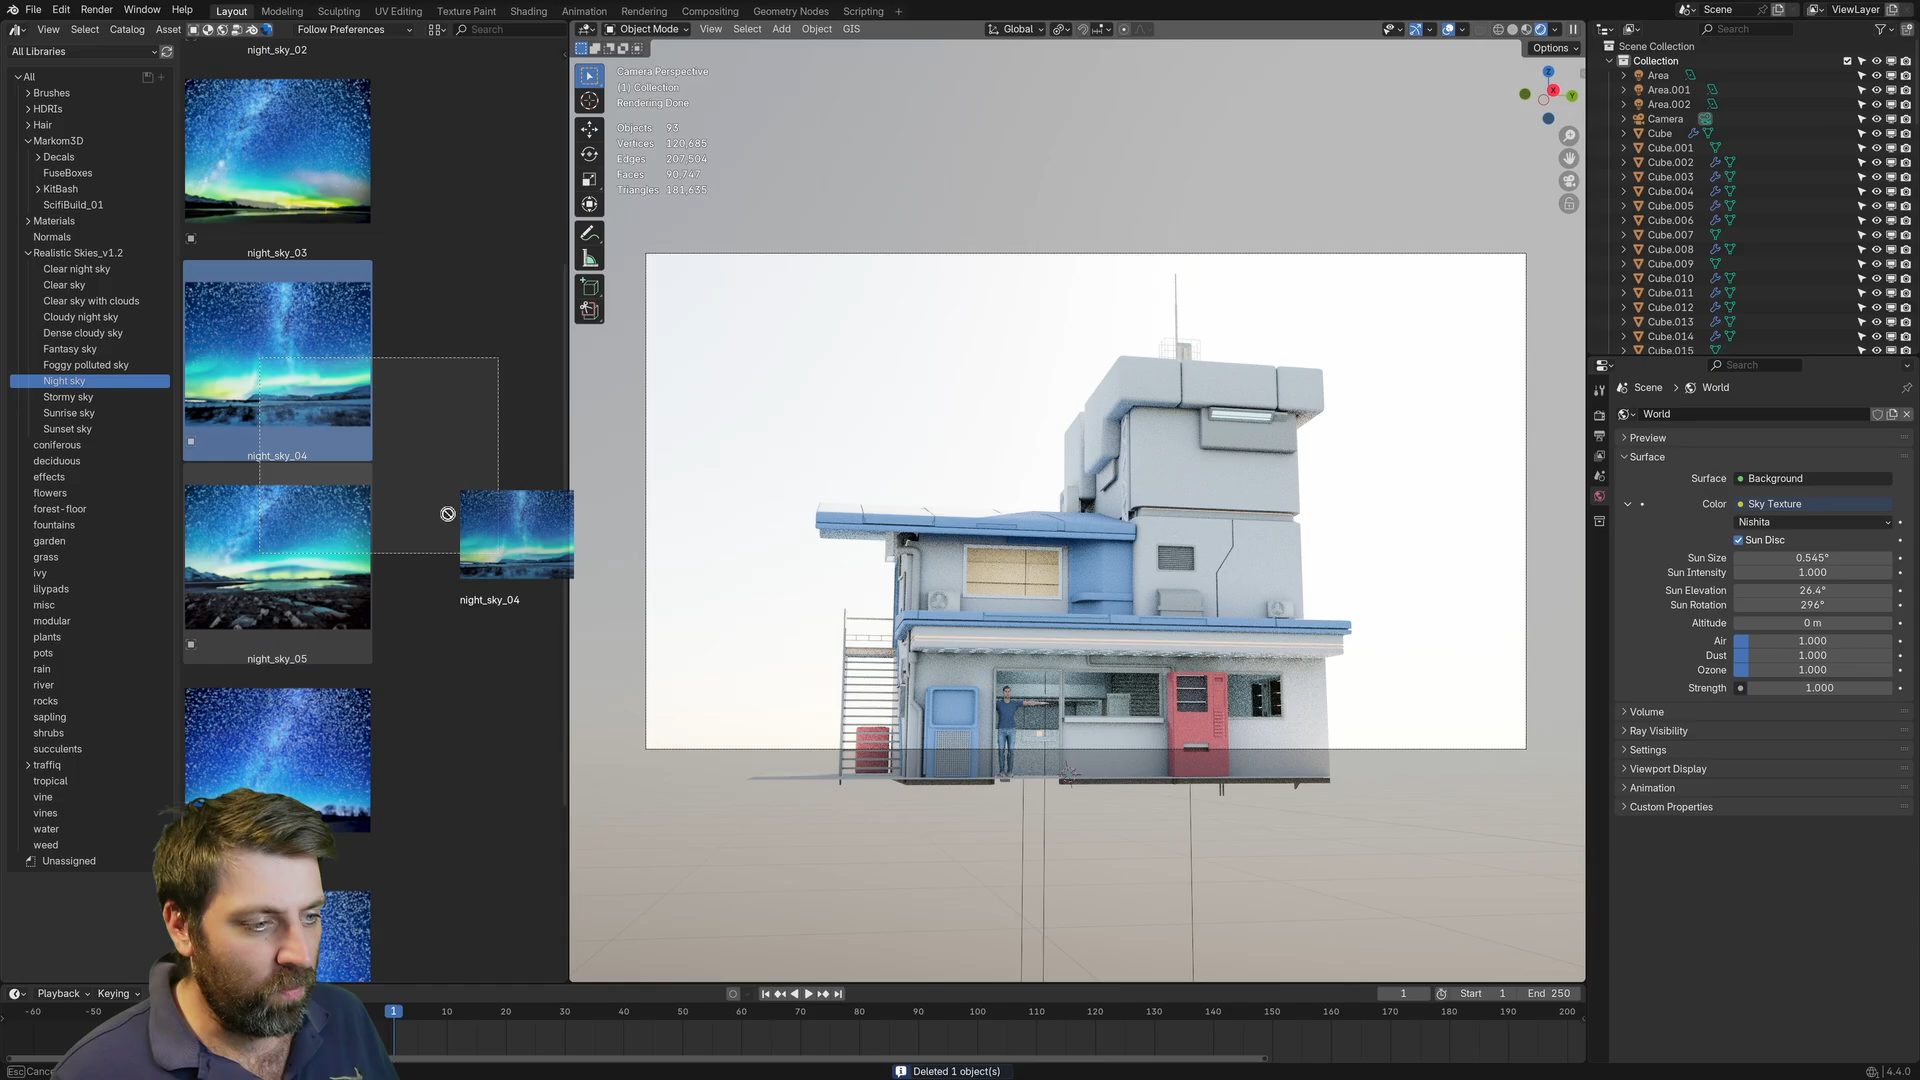 File Edit Render Window Help Layout Modeling Sculpting UV Editing Texture Paint Shading Animation Rendering Compositing Geometry Nodes Scripting + Scene ViewLayer
View Select Catalog Asset Follow Preferences Search
Object Mode View Select Add Object GIS Global
Search
Options
All Libraries
All
Brushes
HDRIs
Hair
Markom3D
Decals
FuseBoxes
KitBash
ScifiBuild_01
Materials
Normals
Realistic Skies_v1.2
Clear night sky
Clear sky
Clear sky with clouds
Cloudy night sky
Dense cloudy sky
Fantasy sky
Foggy polluted sky
Night sky
Stormy sky
Sunrise sky
Sunset sky
coniferous
deciduous
effects
flowers
forest-floor
fountains
garden
grass
ivy
lilypads
misc
modular
plants
pots
rain
river
rocks
sapling
shrubs
succulents
traffiq
tropical
vine
vines
water
weed
Unassigned
night_sky_02
night_sky_03
night_sky_04
night_sky_05
night_sky_04
Camera Perspective
(1) Collection
Rendering Done
Objects 93
Vertices 120,685
Edges 207,504
Faces 90,747
Triangles 181,635
Z
X
Y
Scene Collection
Collection
Area
Area.001
Area.002
Camera
Cube
Cube.001
Cube.002
Cube.003
Cube.004
Cube.005
Cube.006
Cube.007
Cube.008
Cube.009
Cube.010
Cube.011
Cube.012
Cube.013
Cube.014
Cube.015
Search
Scene > World
World
Preview
Surface
Surface Background
Color Sky Texture
Nishita
Sun Disc
Sun Size 0.545°
Sun Intensity 1.000
Sun Elevation 26.4°
Sun Rotation 296°
Altitude 0 m
Air 1.000
Dust 1.000
Ozone 1.000
Strength 1.000
Volume
Ray Visibility
Settings
Viewport Display
Animation
Custom Properties
Playback Keying 1 Start 1 End 250
-60 -50 1 10 20 30 40 50 60 70 80 90 100 110 120 130 140 150 160 170 180 190 200
Esc Cance Deleted 1 object(s) 4.4.0